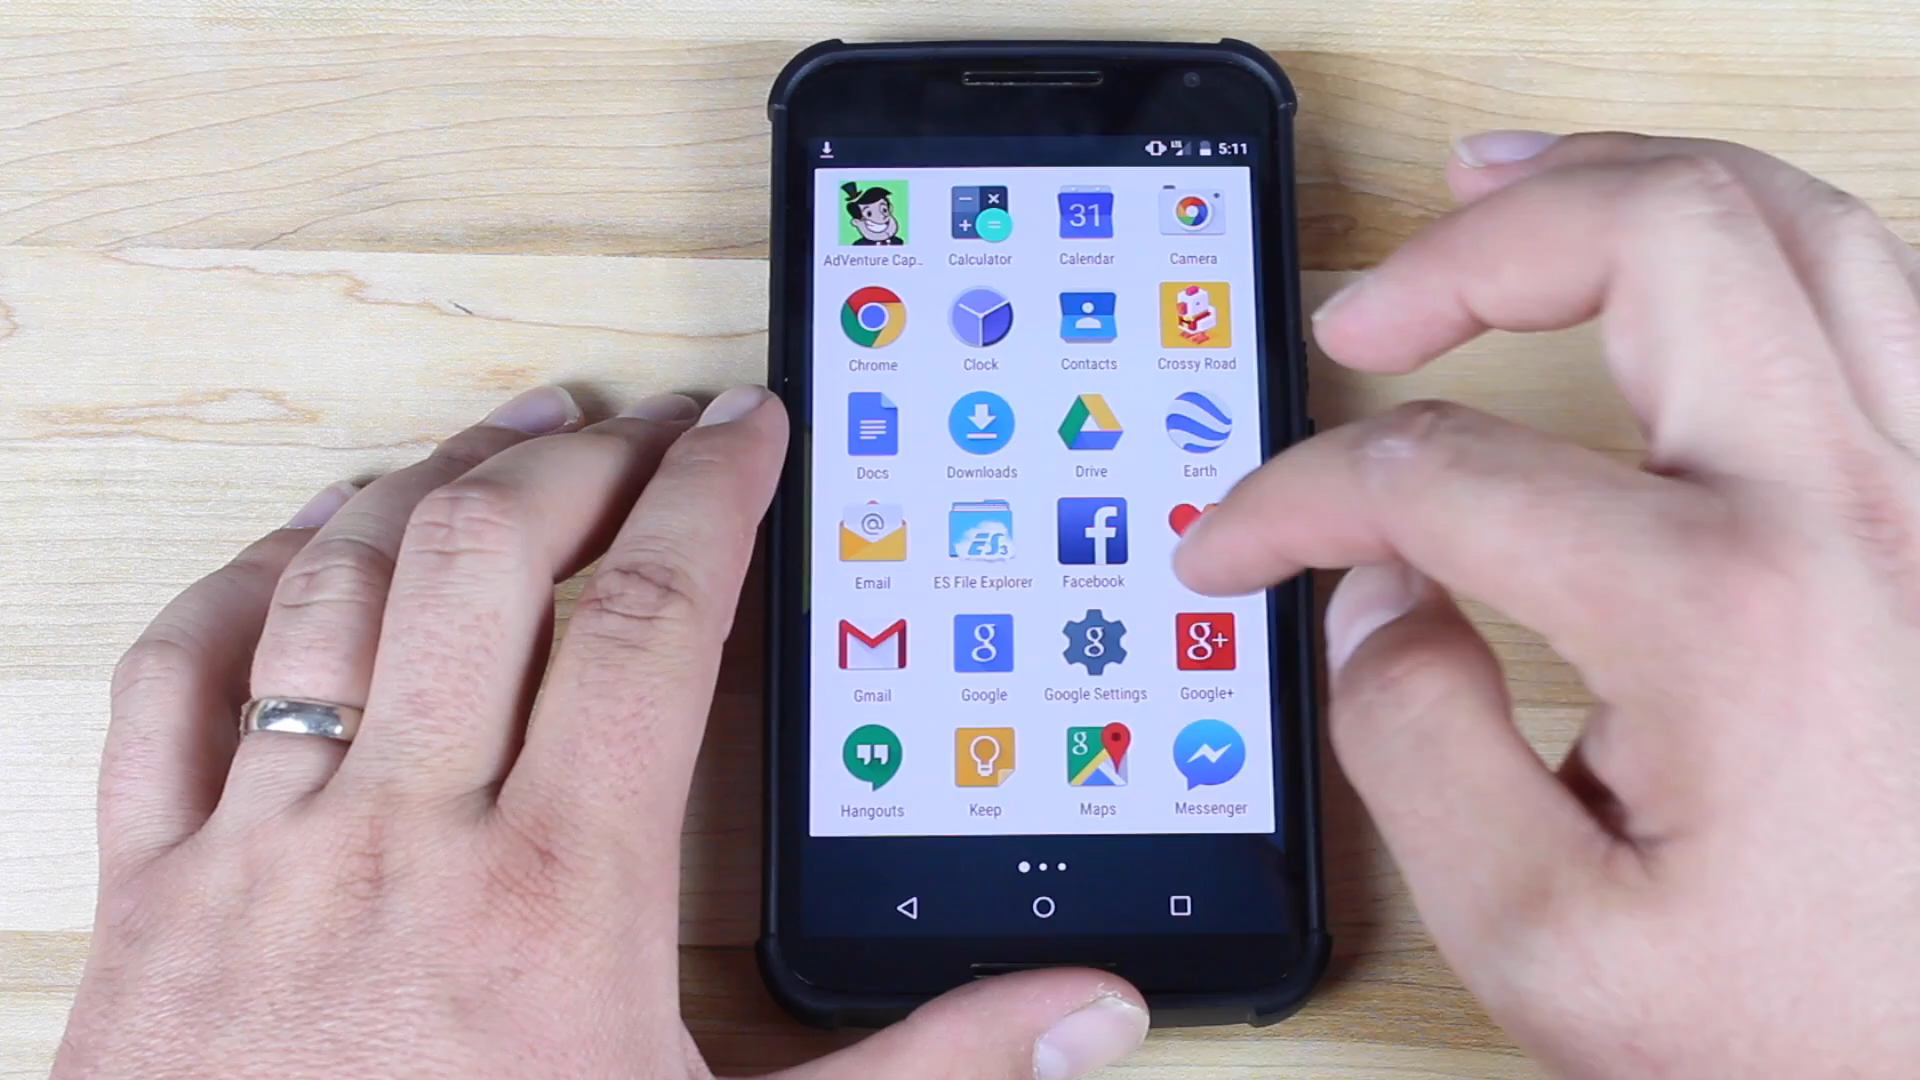 5:11
31
AdVenture Cap..
Calculator
Calendar
Camera
Chrome
Clock
Contacts
Crossy Road
Docs
Downloads
Drive
Earth
@
ES3
f
Email
ES File Explorer
Facebook
g
g
g+
Gmail
Google
Google Settings
Google+
g
Hangouts
Keep
Maps
Messenger